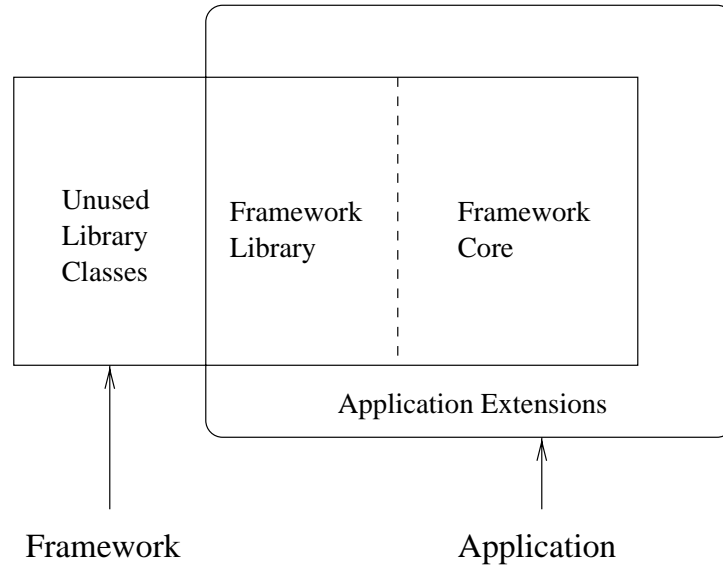 Unused
Library
Classes
Framework
Library
Framework
Core
Application Extensions
Framework
Application